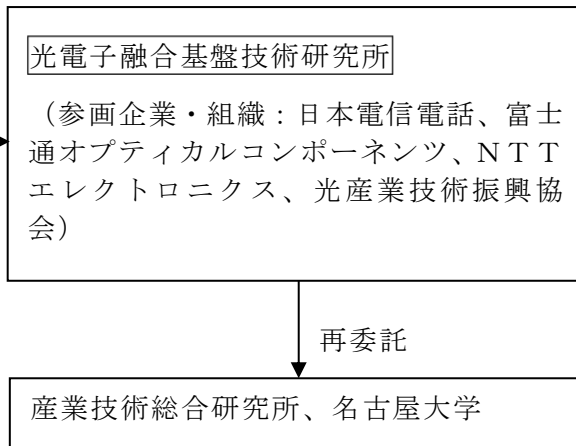 光電子融合基盤技術研究所
（参画企業・組織：日本電信電話、富士
通オプティカルコンポーネンツ、ＮＴＴ
エレクトロニクス、光産業技術振興協
会）
再委託
産業技術総合研究所、名古屋大学